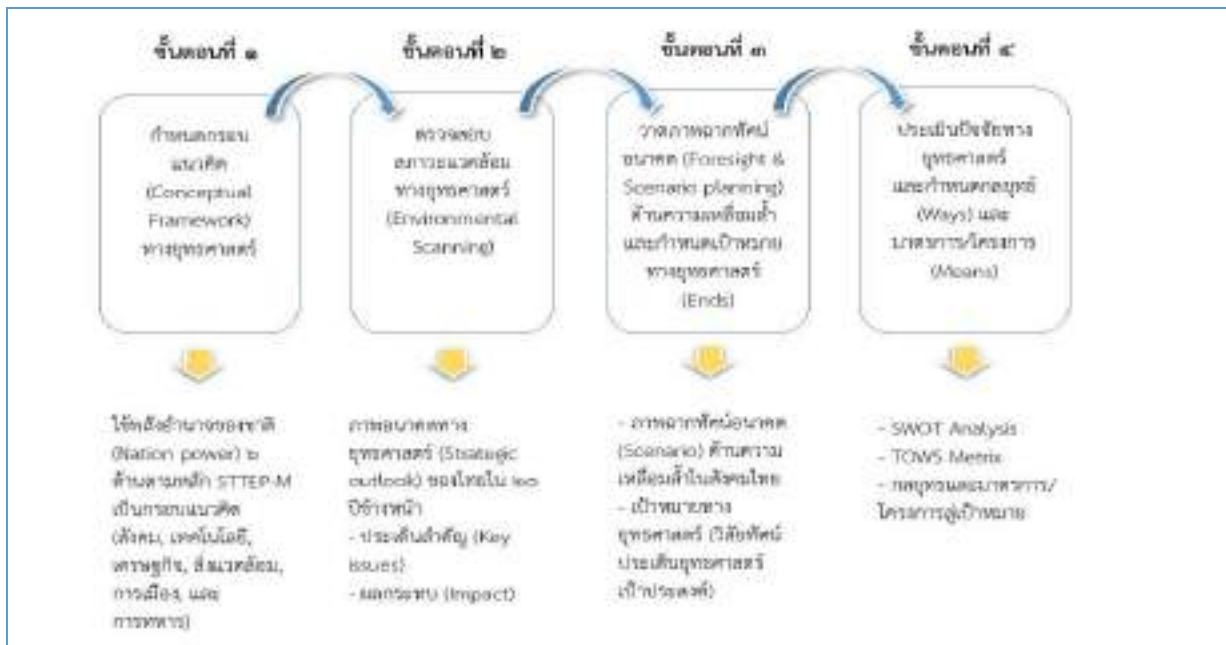 ขั้นตอนที่ ๑
ขั้นตอนที่ ๒
ขั้นตอนที่ ๓
ขั้นตอนที่ ๔
กำหนดกรอบ
แนวคิด
(Conceptual
Framework)
ทางยุทธศาสตร์
ตรวจสอบ
สภาวะแวดล้อม
ทางยุทธศาสตร์
(Environmental
Scanning)
วาดภาพฉากทัศน์
อนาคต (Foresight &
Scenario planning)
ด้านความเหลื่อมล้ำ
และกำหนดเป้าหมาย
ทางยุทธศาสตร์
(Ends)
ประเมินปัจจัยทาง
ยุทธศาสตร์
และกำหนดกลยุทธ์
(Ways) และ
มาตรการ/โครงการ
(Means)
ใช้พลังอำนาจของชาติ
(Nation power) ๖
ด้านตามหลัก STTEP-M
เป็นกรอบแนวคิด
(สังคม, เทคโนโลยี,
เศรษฐกิจ, สิ่งแวดล้อม,
การเมือง, และ
การทหาร)
ภาพอนาคตทาง
ยุทธศาสตร์ (Strategic
outlook) ของไทยใน ๒๐
ปีข้างหน้า
- ประเด็นสำคัญ (Key
issues)
- ผลกระทบ (Impact)
- ภาพฉากทัศน์อนาคต
(Scenario) ด้านความ
เหลื่อมล้ำในสังคมไทย
- เป้าหมายทาง
ยุทธศาสตร์ (วิสัยทัศน์
ประเด็นยุทธศาสตร์
เป้าประสงค์)
- SWOT Analysis
- TOWS Metrix
- กลยุทธและมาตรการ/
โครงการสู่เป้าหมาย